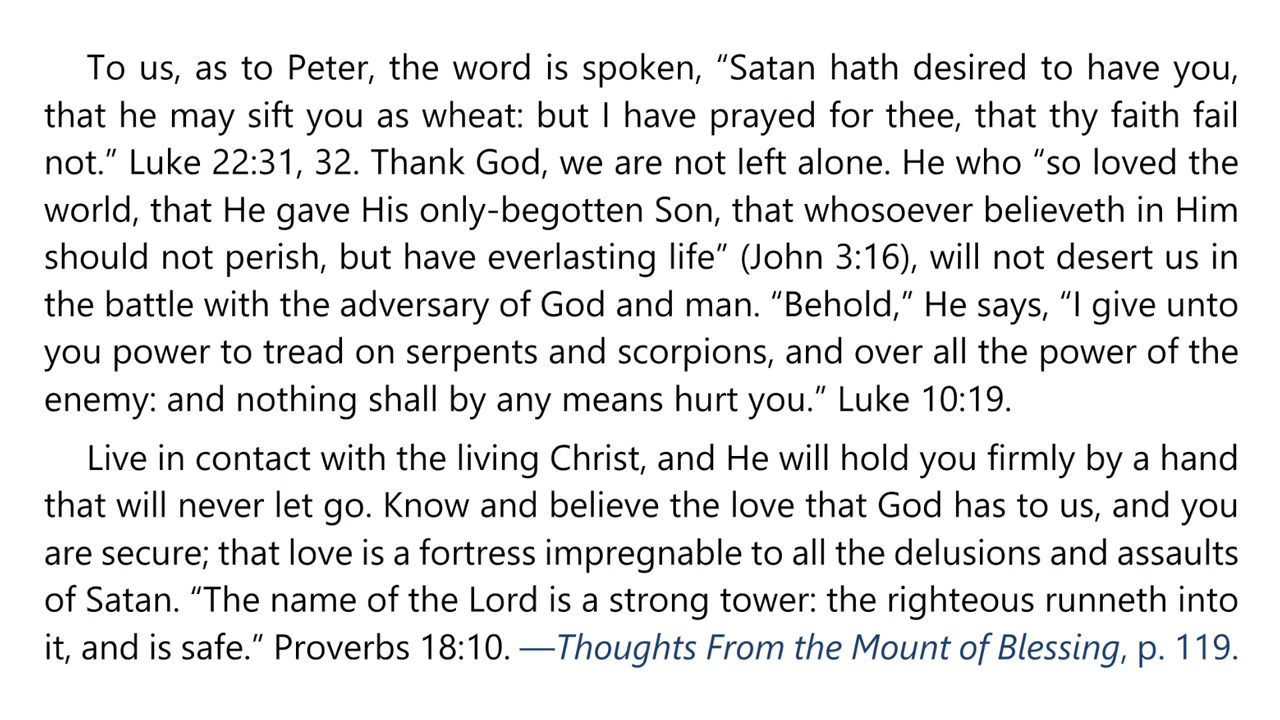 To us, as to Peter, the word is spoken, “Satan hath desired to have you,
that he may sift you as wheat: but I have prayed for thee, that thy faith fail
not.” Luke 22:31, 32. Thank God, we are not left alone. He who “so loved the
world, that He gave His only-begotten Son, that whosoever believeth in Him
should not perish, but have everlasting life” (John 3:16), will not desert us in
the battle with the adversary of God and man. “Behold,” He says, “I give unto
you power to tread on serpents and scorpions, and over all the power of the
enemy: and nothing shall by any means hurt you.” Luke 10:19.
Live in contact with the living Christ, and He will hold you firmly by a hand
that will never let go. Know and believe the love that God has to us, and you
are secure; that love is a fortress impregnable to all the delusions and assaults
of Satan. “The name of the Lord is a strong tower: the righteous runneth into
it, and is safe.” Proverbs 18:10. —Thoughts From the Mount of Blessing, p. 119.